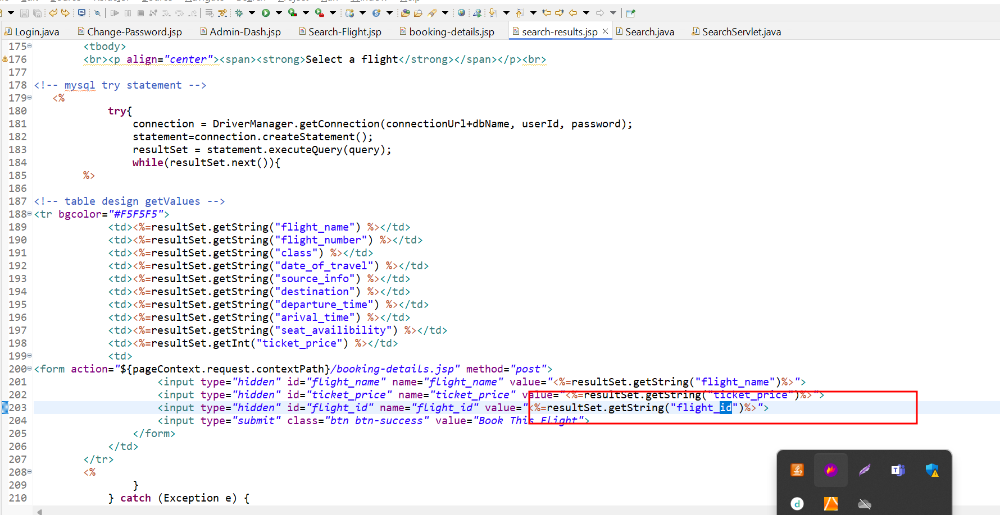 Login.java Change-Password.jsp Admin-Dash.jsp Search-Flight.jsp booking-details.jsp search-results.jsp Search.java SearchServlet.java
175 <tbody>
176 <br><p align="center"><span><strong>Select a flight</strong></span></p><br>
177
178 <!-- mysql try statement -->
179 <%
180 try{
181 connection = DriverManager.getConnection(connectionUrl+dbName, userId, password);
182 statement=connection.createStatement();
183 resultSet = statement.executeQuery(query);
184 while(resultSet.next()){
185 %>
186
187 <!-- table design getValues -->
188 <tr bgcolor="#F5F5F5">
189 <td><%=resultSet.getString("flight_name") %></td>
190 <td><%=resultSet.getString("flight_number") %></td>
191 <td><%=resultSet.getString("class") %></td>
192 <td><%=resultSet.getString("date_of_travel") %></td>
193 <td><%=resultSet.getString("source_info") %></td>
194 <td><%=resultSet.getString("destination") %></td>
195 <td><%=resultSet.getString("departure_time") %></td>
196 <td><%=resultSet.getString("arival_time") %></td>
197 <td><%=resultSet.getString("seat_availibility") %></td>
198 <td><%=resultSet.getInt("ticket_price") %></td>
199 <td>
200 <form action="${pageContext.request.contextPath}/booking-details.jsp" method="post">
201 <input type="hidden" id="flight_name" name="flight_name" value="<%=resultSet.getString("flight_name")%>">
202 <input type="hidden" id="ticket_price" name="ticket_price" value="<%=resultSet.getString("ticket_price")%>">
203 <input type="hidden" id="flight_id" name="flight_id" value="<%=resultSet.getString("flight_id")%>">
204 <input type="submit" class="btn btn-success" value="Book This Flight">
205 </form>
206 </td>
207 </tr>
208 <%
209 }
210 } catch (Exception e) {